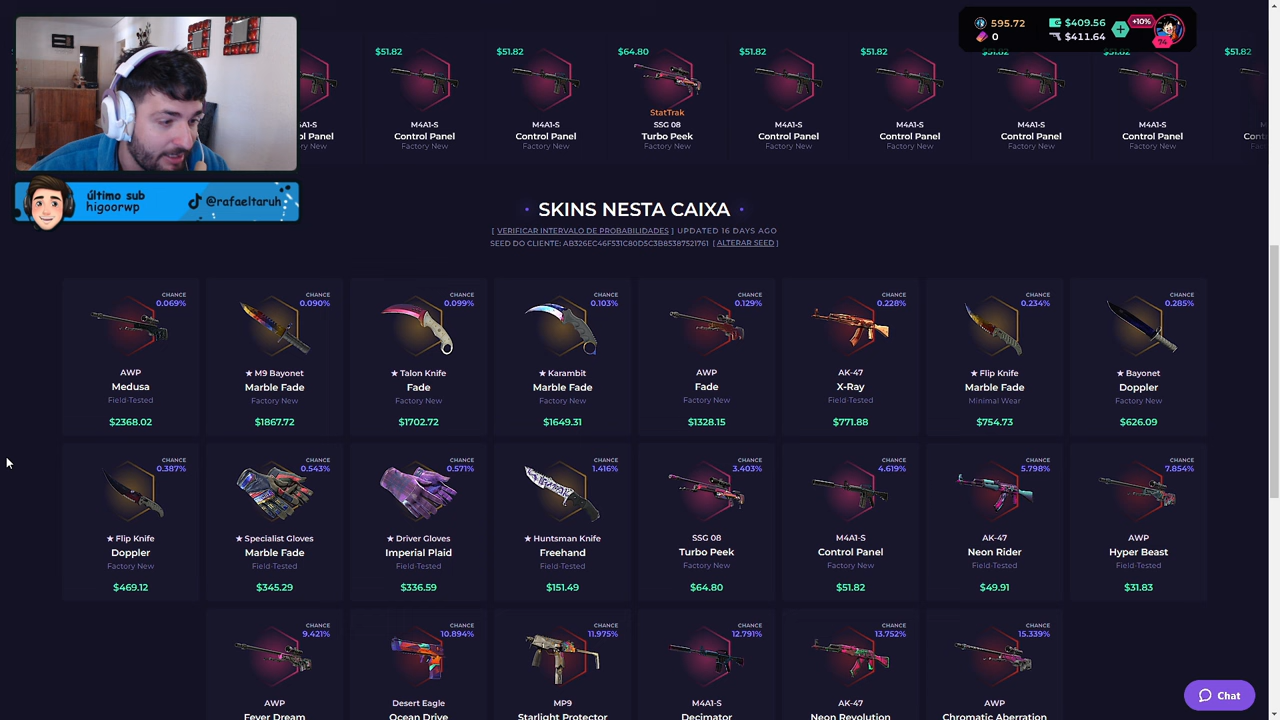 595.72
$409.56
+10%
0
$411.64
74
$51.82
$51.82
$64.80
$51.82
$51.82
$51.82
$51.82
$51.82
StatTrak
M4A1-S
M4A1-S
M4A1-S
SSG 08
M4A1-S
M4A1-S
M4A1-S
M4A1-S
Control Panel
Control Panel
Turbo Peek
Control Panel
Control Panel
Control Panel
Control Panel
Factory New
Factory New
Factory New
Factory New
Factory New
Factory New
Factory New
Factory New
último sub
higoorwp
@rafaeltaruh
SKINS NESTA CAIXA
[ VERIFICAR INTERVALO DE PROBABILIDADES ] UPDATED 16 DAYS AGO
SEED DO CLIENTE: AB326EC46F531C80D5C3B85387521761 [ ALTERAR SEED ]
CHANCE CHANCE CHANCE CHANCE CHANCE CHANCE CHANCE CHANCE
0.069% 0.090% 0.099% 0.103% 0.129% 0.228% 0.234% 0.285%
AWP ★ M9 Bayonet ★ Talon Knife ★ Karambit AWP AK-47 ★ Flip Knife ★ Bayonet
Medusa Marble Fade Fade Marble Fade Fade X-Ray Marble Fade Doppler
Field-Tested Factory New Factory New Factory New Factory New Field-Tested Minimal Wear Factory New
$2368.02 $1867.72 $1702.72 $1649.31 $1328.15 $771.88 $754.73 $626.09
CHANCE CHANCE CHANCE CHANCE CHANCE CHANCE CHANCE CHANCE
0.387% 0.543% 0.571% 1.416% 3.403% 4.619% 5.798% 7.854%
★ Flip Knife ★ Specialist Gloves ★ Driver Gloves ★ Huntsman Knife SSG 08 M4A1-S AK-47 AWP
Doppler Marble Fade Imperial Plaid Freehand Turbo Peek Control Panel Neon Rider Hyper Beast
Factory New Field-Tested Field-Tested Field-Tested Factory New Factory New Field-Tested Field-Tested
$469.12 $345.29 $336.59 $151.49 $64.80 $51.82 $49.91 $31.83
CHANCE CHANCE CHANCE CHANCE CHANCE CHANCE
9.421% 10.894% 11.975% 12.791% 13.752% 15.339%
AWP Desert Eagle MP9 M4A1-S AK-47 AWP
Fever Dream Ocean Drive Starlight Protector Decimator Neon Revolution Chromatic Aberration
Chat